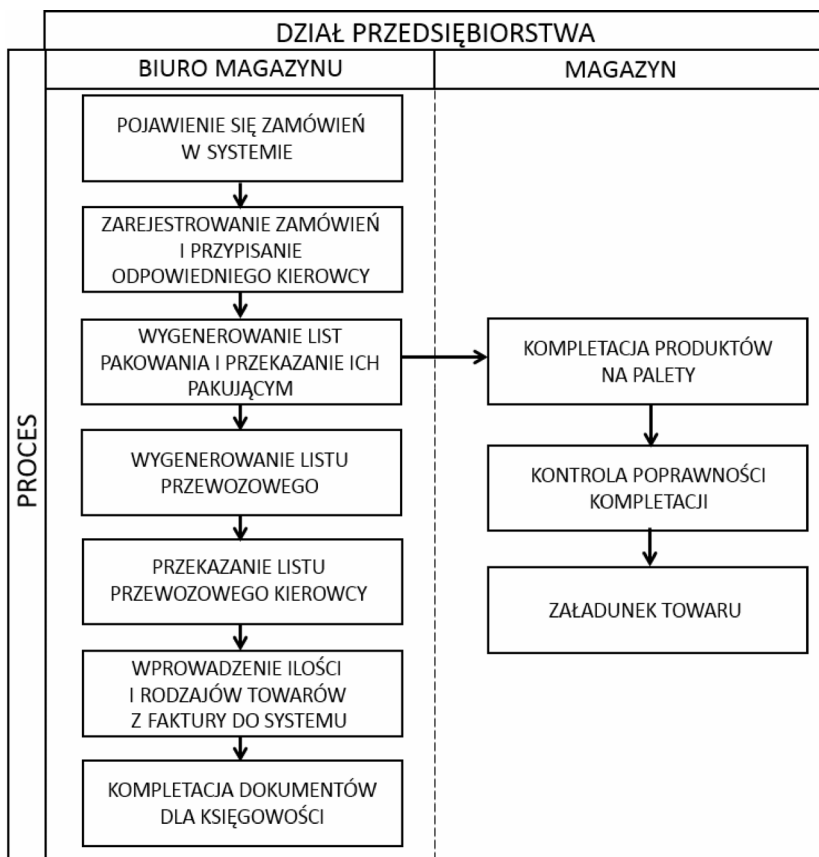 DZIAŁ PRZEDSIĘBIORSTWA
BIURO MAGAZYNU
MAGAZYN
PROCES
POJAWIENIE SIĘ ZAMÓWIEŃ
W SYSTEMIE
ZAREJESTROWANIE ZAMÓWIEŃ
I PRZYPISANIE
ODPOWIEDNIEGO KIEROWCY
WYGENEROWANIE LIST
PAKOWANIA I PRZEKAZANIE ICH
PAKUJĄCYM
WYGENEROWANIE LISTU
PRZEWOZOWEGO
PRZEKAZANIE LISTU
PRZEWOZOWEGO KIEROWCY
WPROWADZENIE ILOŚCI
I RODZAJÓW TOWARÓW
Z FAKTURY DO SYSTEMU
KOMPLETACJA DOKUMENTÓW
DLA KSIĘGOWOŚCI
KOMPLETACJA PRODUKTÓW
NA PALETY
KONTROLA POPRAWNOŚCI
KOMPLETACJI
ZAŁADUNEK TOWARU